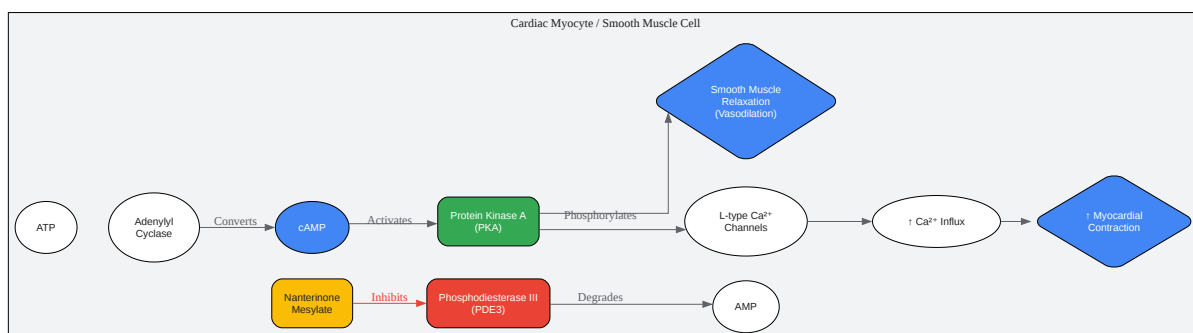 Cardiac Myocyte / Smooth Muscle Cell
Smooth Muscle
Relaxation
(Vasodilation)
ATP
Adenylyl
Cyclase
Converts
cAMP
Activates
Protein Kinase A
(PKA)
Phosphorylates
L-type Ca²⁺
Channels
↑ Ca²⁺ Influx
↑ Myocardial
Contraction
Nanterinone
Mesylate
Inhibits
Phosphodiesterase III
(PDE3)
Degrades
AMP